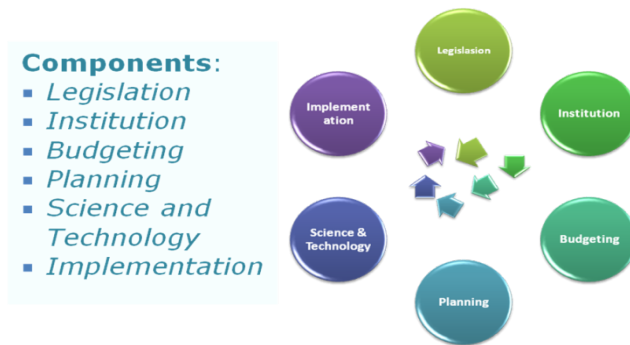 Components:
▪ Legislation
▪ Institution
▪ Budgeting
▪ Planning
▪ Science and
Technology
▪ Implementation
Legislasion
Institution
Budgeting
Planning
Science &
Technology
Implement
ation